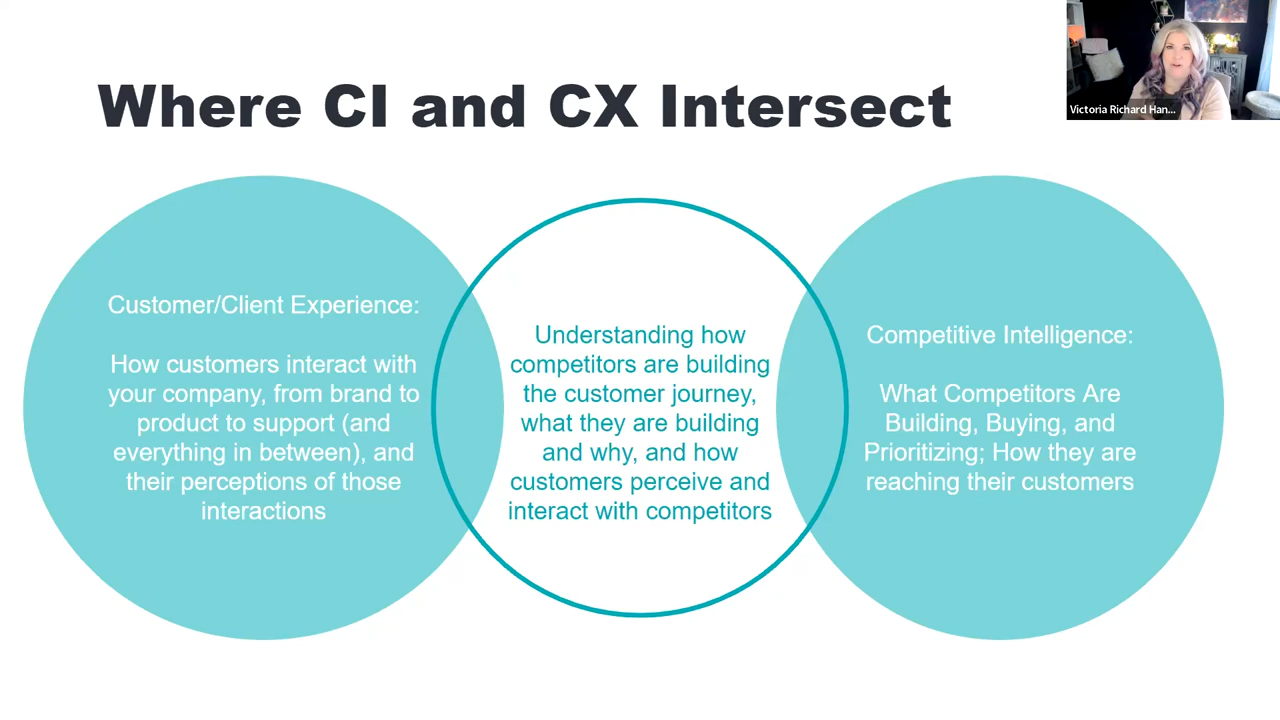 Where CI and CX Intersect
Victoria Richard Han...
Customer/Client Experience:
How customers interact with
your company, from brand to
product to support (and
everything in between), and
their perceptions of those
interactions
Understanding how
competitors are building
the customer journey,
what they are building
and why, and how
customers perceive and
interact with competitors
Competitive Intelligence:
What Competitors Are
Building, Buying, and
Prioritizing; How they are
reaching their customers